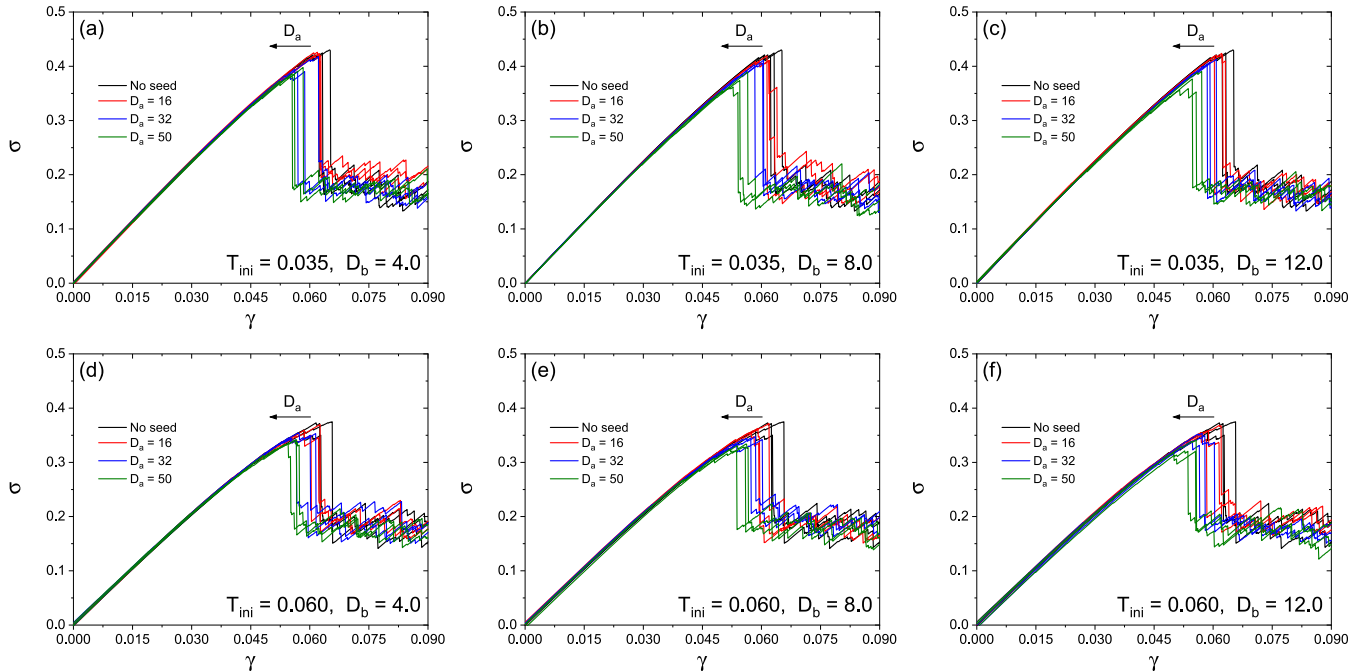 (a)
D_a
No seed
D_a = 16
D_a = 32
D_a = 50
T_ini = 0.035, D_b = 4.0
0.5
0.4
0.3
0.2
0.1
0.0
σ
0.000 0.015 0.030 0.045 0.060 0.075 0.090
γ
(b)
D_a
No seed
D_a = 16
D_a = 32
D_a = 50
T_ini = 0.035, D_b = 8.0
0.5
0.4
0.3
0.2
0.1
0.0
σ
0.000 0.015 0.030 0.045 0.060 0.075 0.090
γ
(c)
D_a
No seed
D_a = 16
D_a = 32
D_a = 50
T_ini = 0.035, D_b = 12.0
0.5
0.4
0.3
0.2
0.1
0.0
σ
0.000 0.015 0.030 0.045 0.060 0.075 0.090
γ
(d)
D_a
No seed
D_a = 16
D_a = 32
D_a = 50
T_ini = 0.060, D_b = 4.0
0.5
0.4
0.3
0.2
0.1
0.0
σ
0.000 0.015 0.030 0.045 0.060 0.075 0.090
γ
(e)
D_a
No seed
D_a = 16
D_a = 32
D_a = 50
T_ini = 0.060, D_b = 8.0
0.5
0.4
0.3
0.2
0.1
0.0
σ
0.000 0.015 0.030 0.045 0.060 0.075 0.090
γ
(f)
D_a
No seed
D_a = 16
D_a = 32
D_a = 50
T_ini = 0.060, D_b = 12.0
0.5
0.4
0.3
0.2
0.1
0.0
σ
0.000 0.015 0.030 0.045 0.060 0.075 0.090
γ